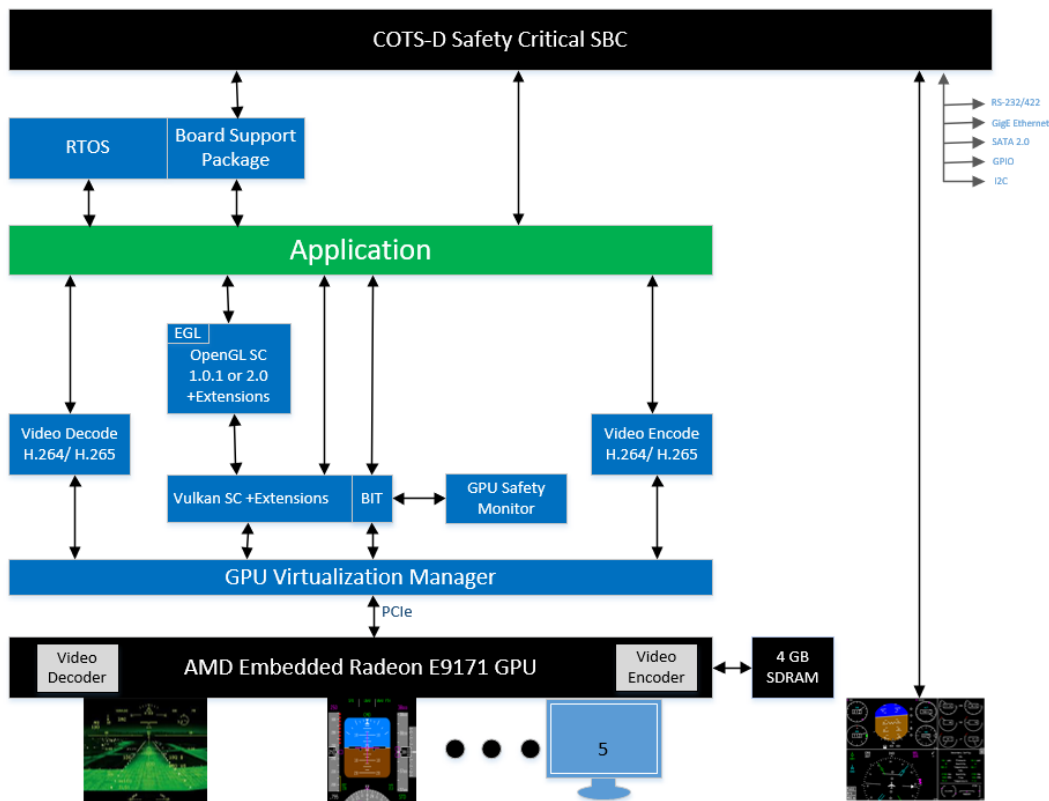 COTS-D Safety Critical SBC
RS-232/422
GigE Ethernet
SATA 2.0
GPIO
I2C
RTOS
Board Support
Package
Application
EGL
OpenGL SC
1.0.1 or 2.0
+Extensions
Video Decode
H.264/ H.265
Video Encode
H.264/ H.265
Vulkan SC +Extensions
BIT
GPU Safety
Monitor
GPU Virtualization Manager
PCIe
Video
Decoder
AMD Embedded Radeon E9171 GPU
Video
Encoder
4 GB
SDRAM
5